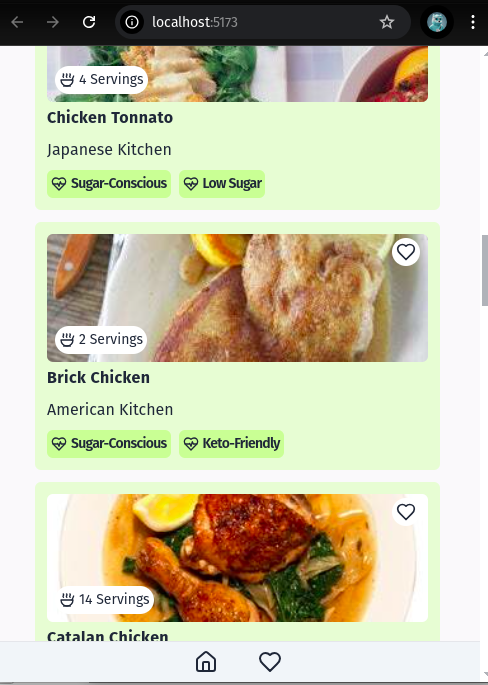 localhost:5173
4 Servings
Chicken Tonnato
Japanese Kitchen
Sugar-Conscious Low Sugar
2 Servings
Brick Chicken
American Kitchen
Sugar-Conscious Keto-Friendly
14 Servings
Catalan Chicken